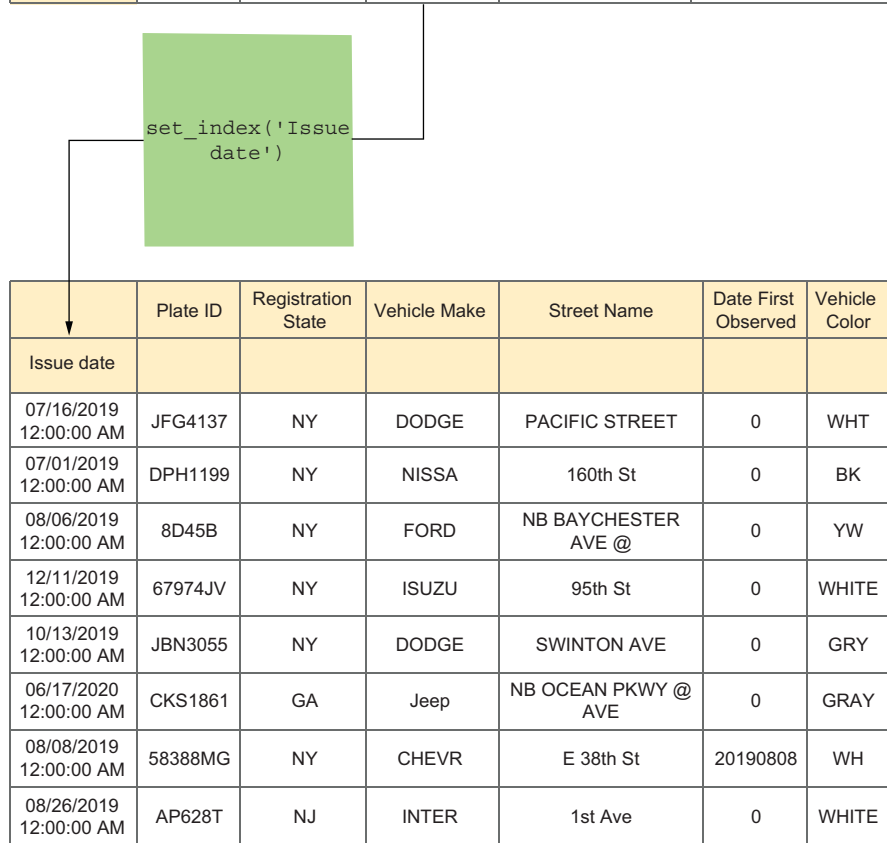 set_index('Issue
date')
Plate ID Registration State Vehicle Make Street Name Date First Observed Vehicle Color
Issue date
07/16/2019 12:00:00 AM JFG4137 NY DODGE PACIFIC STREET 0 WHT
07/01/2019 12:00:00 AM DPH1199 NY NISSA 160th St 0 BK
08/06/2019 12:00:00 AM 8D45B NY FORD NB BAYCHESTER AVE @ 0 YW
12/11/2019 12:00:00 AM 67974JV NY ISUZU 95th St 0 WHITE
10/13/2019 12:00:00 AM JBN3055 NY DODGE SWINTON AVE 0 GRY
06/17/2020 12:00:00 AM CKS1861 GA Jeep NB OCEAN PKWY @ AVE 0 GRAY
08/08/2019 12:00:00 AM 58388MG NY CHEVR E 38th St 20190808 WH
08/26/2019 12:00:00 AM AP628T NJ INTER 1st Ave 0 WHITE